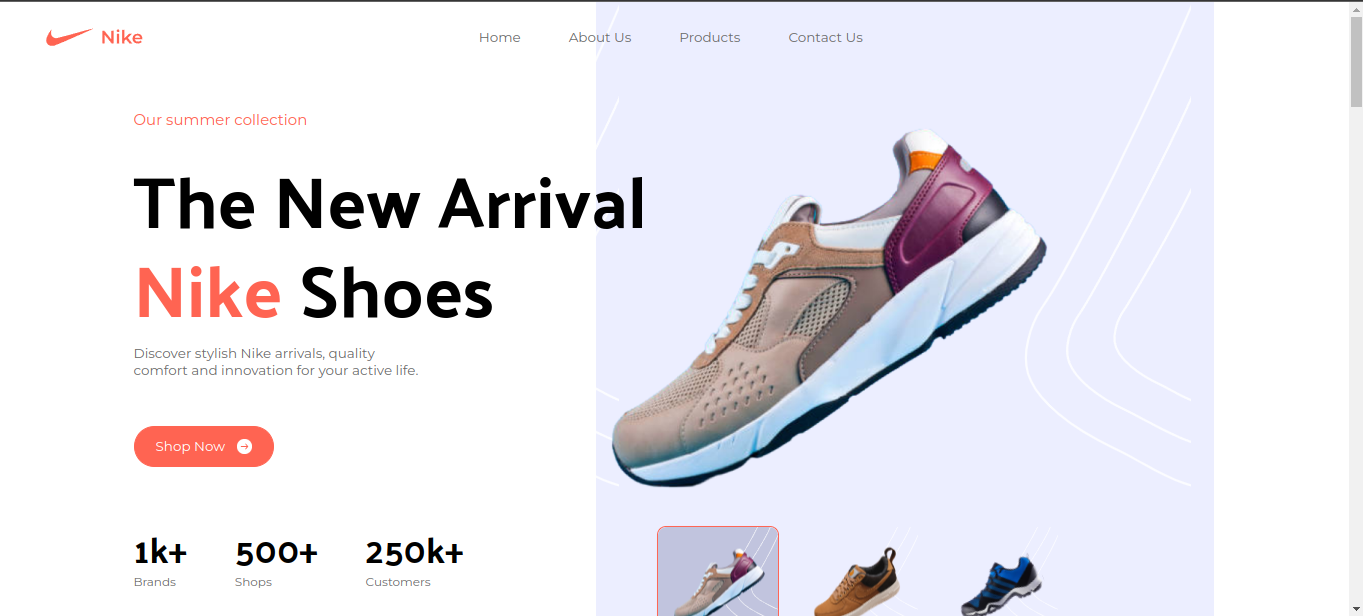 Nike
Home About Us Products Contact Us
Our summer collection
The New Arrival
Nike Shoes
Discover stylish Nike arrivals, quality
comfort and innovation for your active life.
Shop Now
1k+ 500+ 250k+
Brands Shops Customers